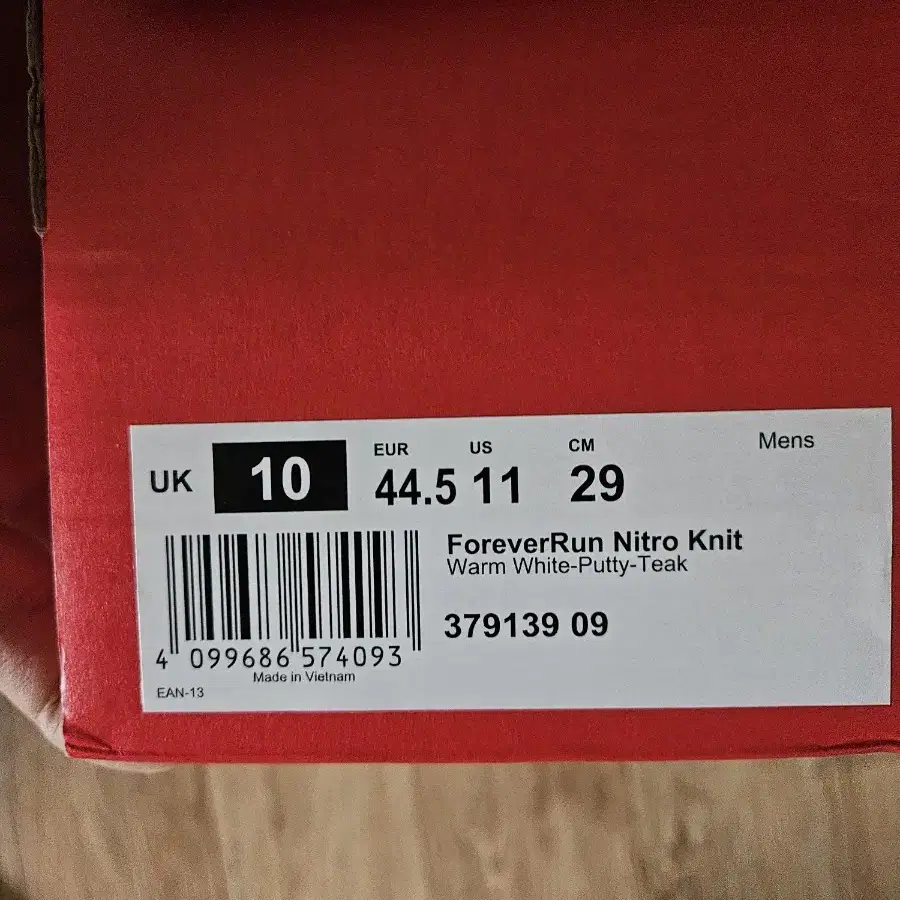 UK 10 EUR 44.5 US 11 CM 29 Mens
ForeverRun Nitro Knit
Warm White-Putty-Teak
379139 09
4 099686 574093
Made in Vietnam
EAN-13